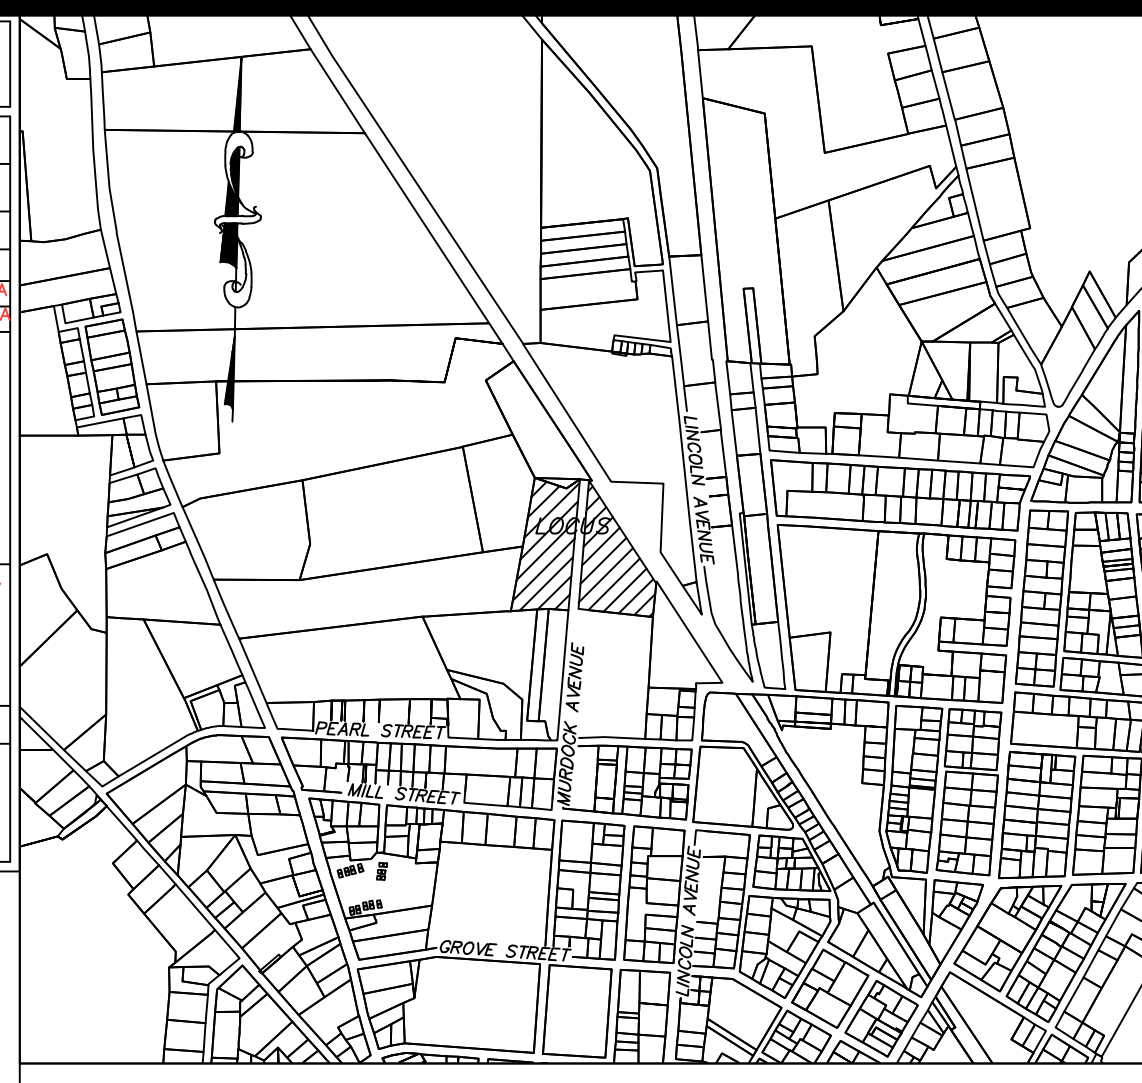 A
A
LINCOLN AVENUE
LOCUS
MURDOCK AVENUE
PEARL STREET
MILL STREET
LINCOLN AVENUE
GROVE STREET